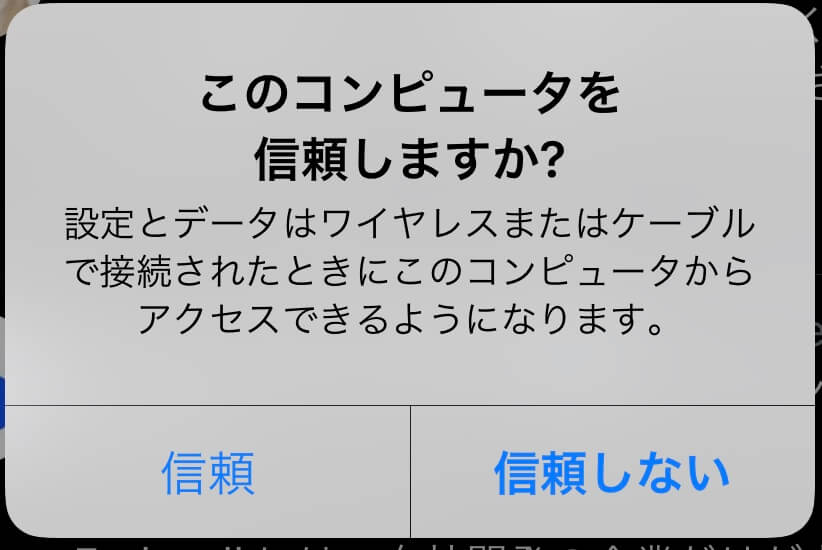 このコンピュータを
信頼しますか?
設定とデータはワイヤレスまたはケーブル
で接続されたときにこのコンピュータから
アクセスできるようになります。
信頼
信頼しない